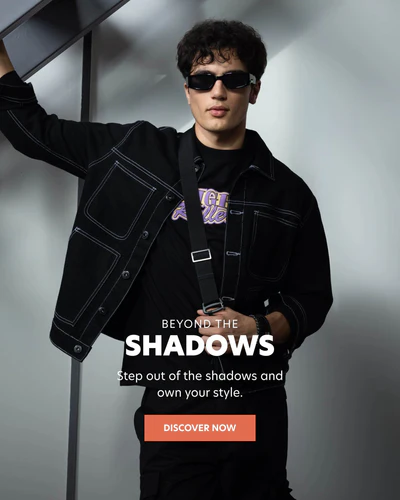 BEYOND THE
SHADOWS
Step out of the shadows and
own your style.
DISCOVER NOW